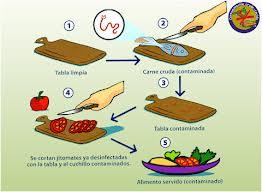 1
Tabla limpia
2
Carne cruda (contaminada)
3
Tabla contaminada
4
Se cortan jitomates ya desinfectados
con la tabla y el cuchillo contaminados.
5
Alimento servido (contaminado)